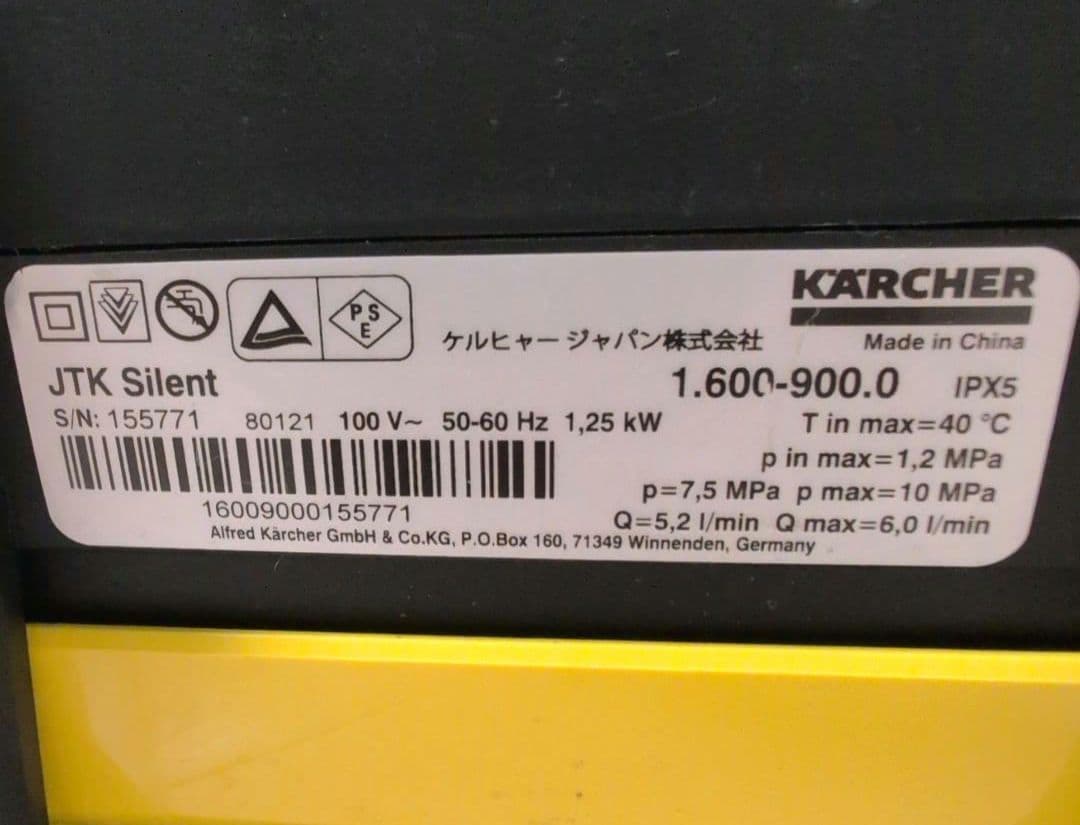 KÄRCHER
PSE
ケルヒャージャパン株式会社
Made in China
JTK Silent
1.600-900.0 IPX5
S/N: 155771 80121 100 V~ 50-60 Hz 1,25 kW
T in max=40 °C
p in max=1,2 MPa
p=7,5 MPa p max=10 MPa
16009000155771
Q=5,2 l/min Q max=6,0 l/min
Alfred Kärcher GmbH & Co.KG, P.O.Box 160, 71349 Winnenden, Germany